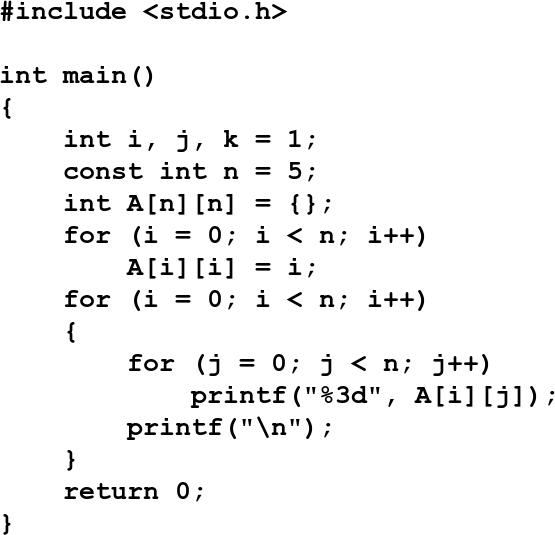 #include <stdio.h>

int main()
{
    int i, j, k = 1;
    const int n = 5;
    int A[n][n] = {};
    for (i = 0; i < n; i++)
        A[i][i] = i;
    for (i = 0; i < n; i++)
    {
        for (j = 0; j < n; j++)
            printf("%3d", A[i][j]);
        printf("\n");
    }
    return 0;
}